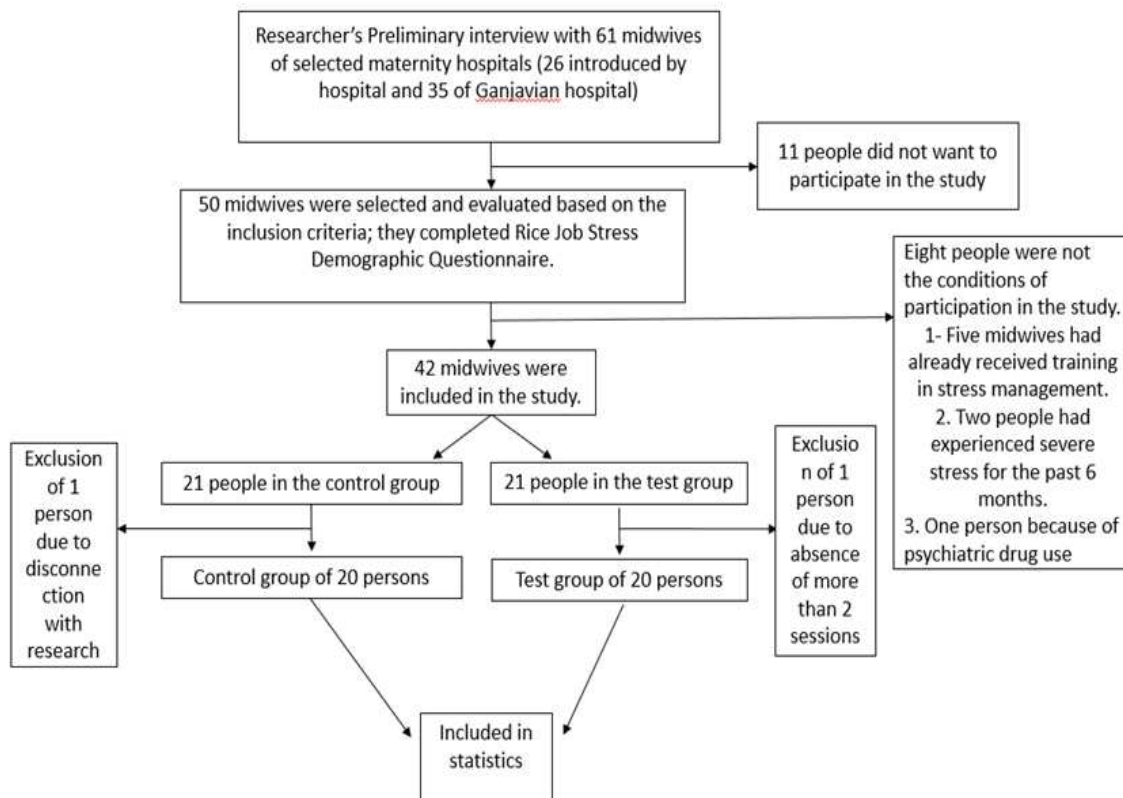 Researcher's Preliminary interview with 61 midwives
of selected maternity hospitals (26 introduced by
hospital and 35 of Ganjavian hospital)
11 people did not want to
participate in the study
50 midwives were selected and evaluated based on the
inclusion criteria; they completed Rice Job Stress
Demographic Questionnaire.
Eight people were not
the conditions of
participation in the study.
1- Five midwives had
already received training
in stress management.
2. Two people had
experienced severe
stress for the past 6
months.
3. One person because of
psychiatric drug use
42 midwives were
included in the study.
Exclusion
of 1
person
due to
disconne
ction
with
research
21 people in the control group
21 people in the test group
Exclusio
n of 1
person
due to
absence
of more
than 2
sessions
Control group of 20 persons
Test group of 20 persons
Included in
statistics